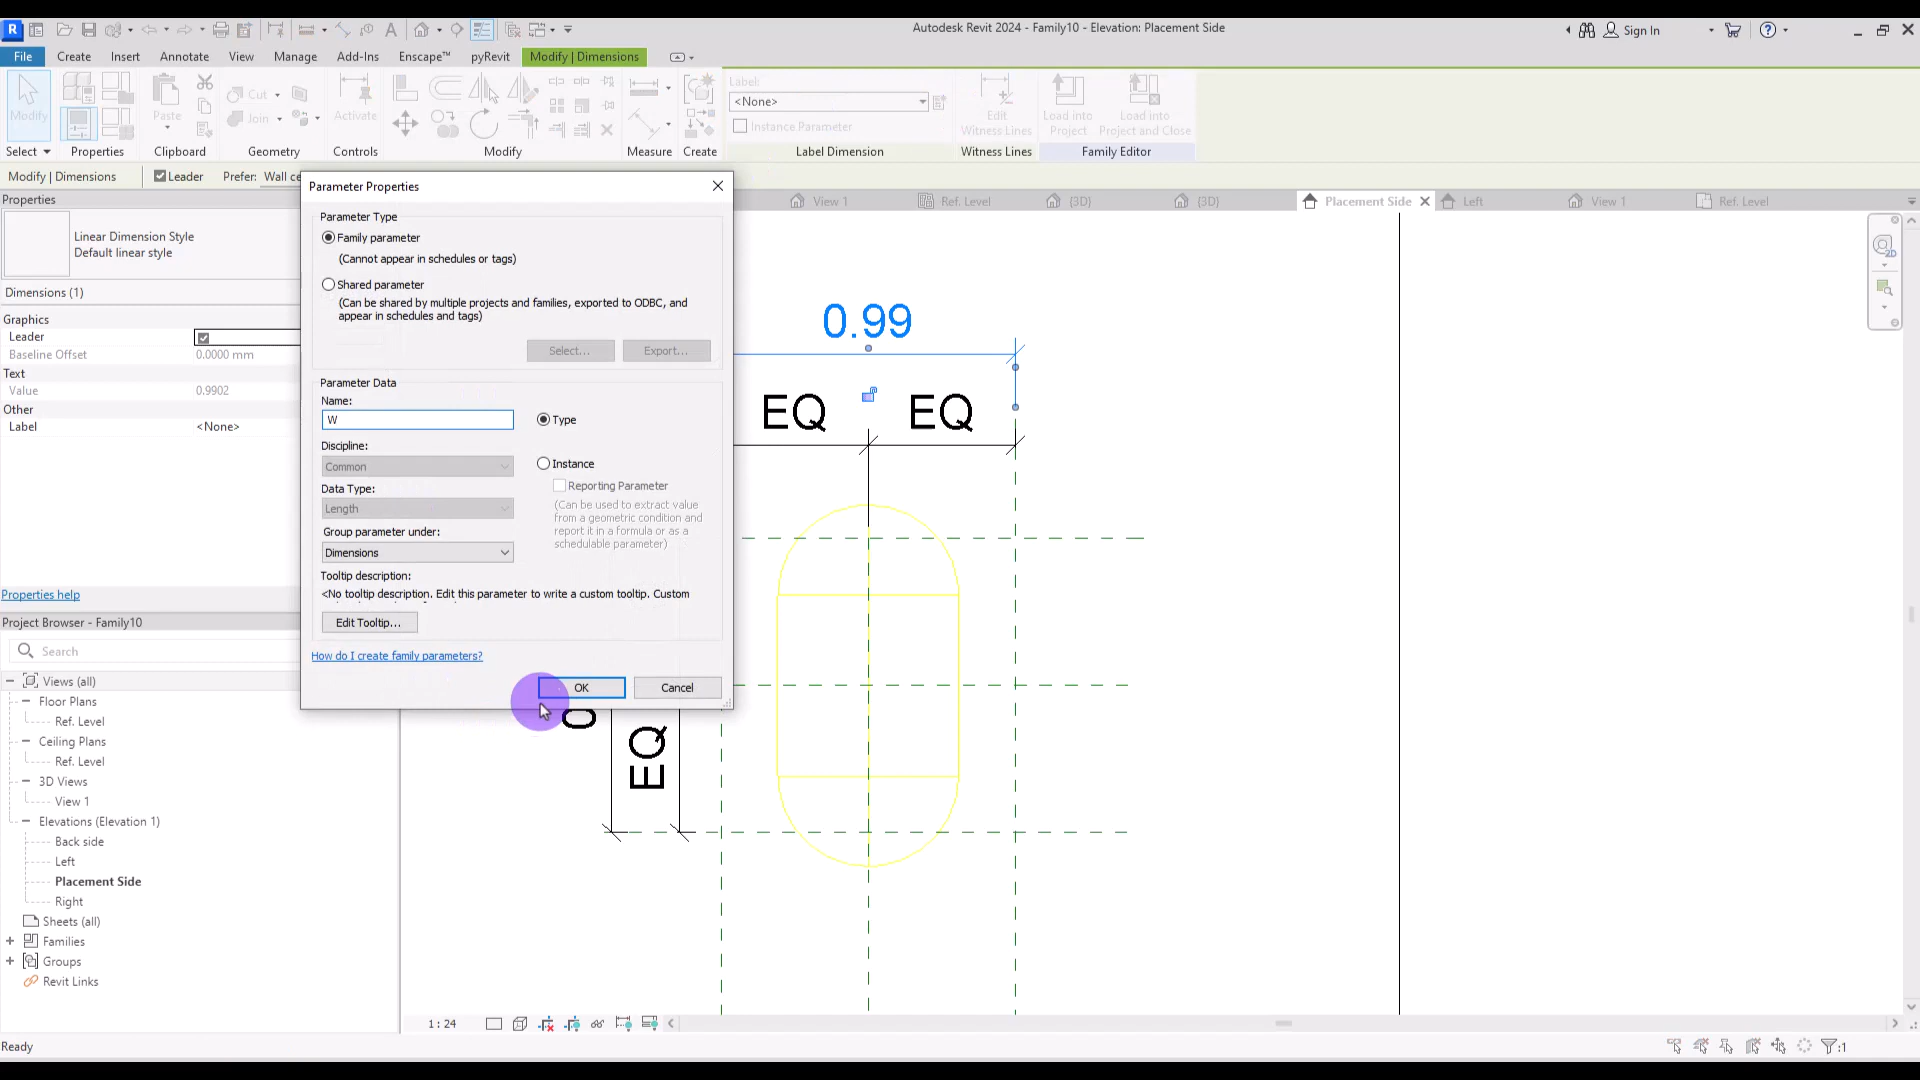 Autodesk Revit 2024 - Family10 - Elevation: Placement Side
Sign In
File
Create
Insert
Annotate
View
Manage
Add-Ins
Enscape™
pyRevit
Modify | Dimensions
Modify
Paste
Cut
Join
Activate
Label:
<None>
Instance Parameter
Edit
Witness Lines
Load into
Project
Load into
Project and Close
Select
Properties
Clipboard
Geometry
Controls
Modify
Measure
Create
Label Dimension
Witness Lines
Family Editor
Modify | Dimensions
Leader
Prefer:
Wall ce
Properties
Linear Dimension Style
Default linear style
Dimensions (1)
Graphics
Leader
Baseline Offset
0.0000 mm
Text
Value
0.9902
Other
Label
<None>
Properties help
Project Browser - Family10
Search
Views (all)
Floor Plans
Ref. Level
Ceiling Plans
Ref. Level
3D Views
View 1
Elevations (Elevation 1)
Back side
Left
Placement Side
Right
Sheets (all)
Families
Groups
Revit Links
Ready
Parameter Properties
Parameter Type
Family parameter
(Cannot appear in schedules or tags)
Shared parameter
(Can be shared by multiple projects and families, exported to ODBC, and
appear in schedules and tags)
Select...
Export...
Parameter Data
Name:
W
Type
Discipline:
Common
Instance
Data Type:
Reporting Parameter
Length
(Can be used to extract value
from a geometric condition and
report it in a formula or as a
schedulable parameter)
Group parameter under:
Dimensions
Tooltip description:
<No tooltip description. Edit this parameter to write a custom tooltip. Custom
Edit Tooltip...
How do I create family parameters?
OK
Cancel
View 1
Ref. Level
{3D}
{3D}
Placement Side
Left
View 1
Ref. Level
2D
0.99
EQ
EQ
0
EQ
1 : 24
:1